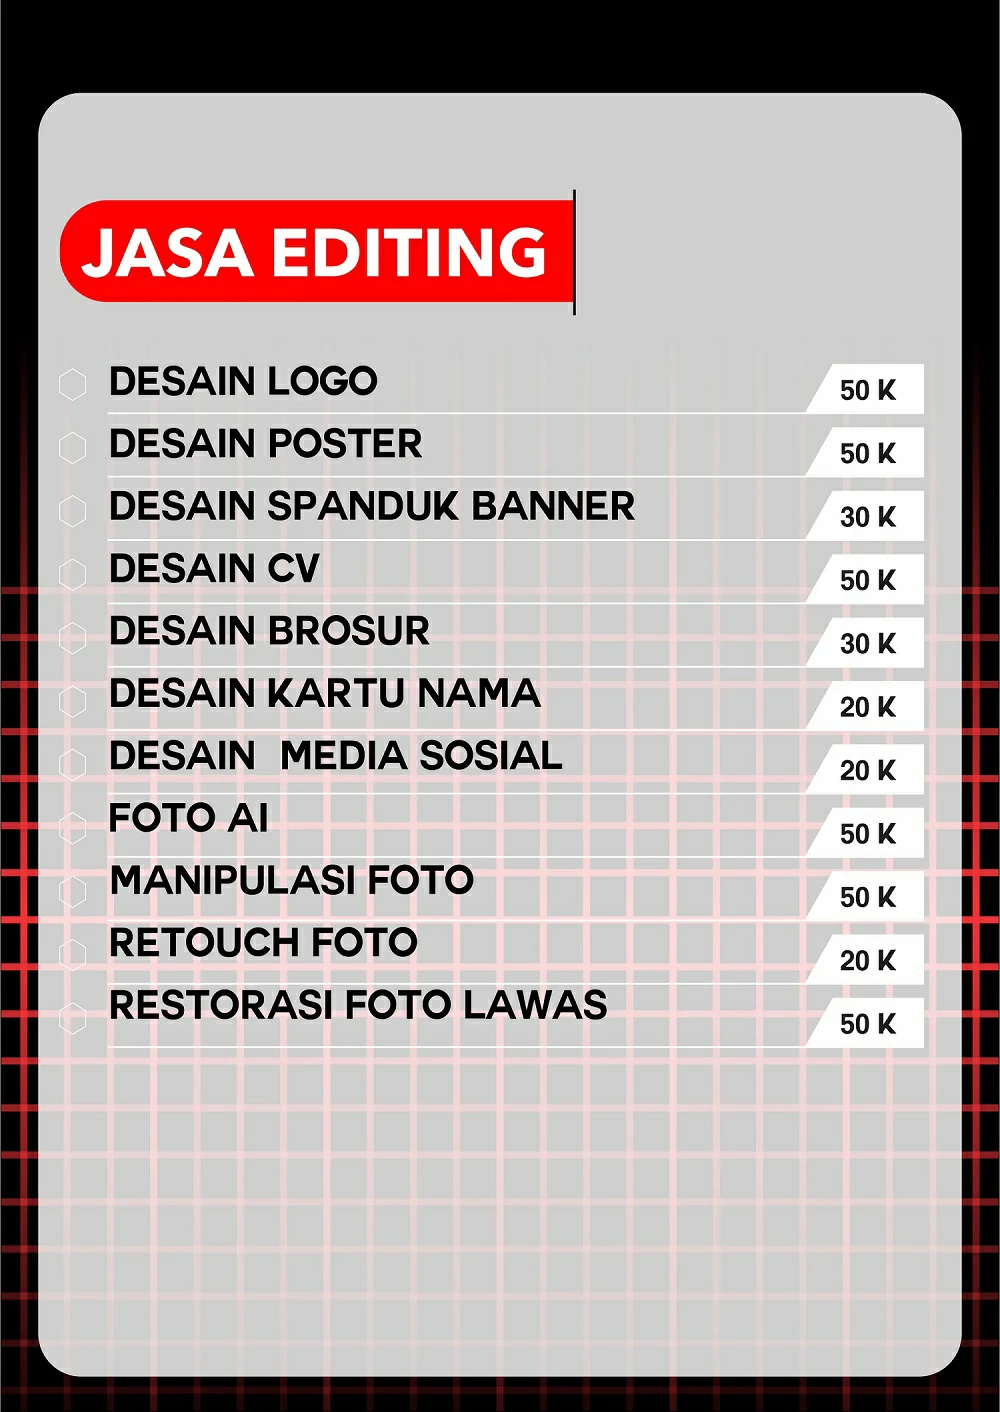 JASA EDITING
DESAIN LOGO 50 K
DESAIN POSTER 50 K
DESAIN SPANDUK BANNER 30 K
DESAIN CV 50 K
DESAIN BROSUR 30 K
DESAIN KARTU NAMA 20 K
DESAIN MEDIA SOSIAL 20 K
FOTO AI 50 K
MANIPULASI FOTO 50 K
RETOUCH FOTO 20 K
RESTORASI FOTO LAWAS 50 K